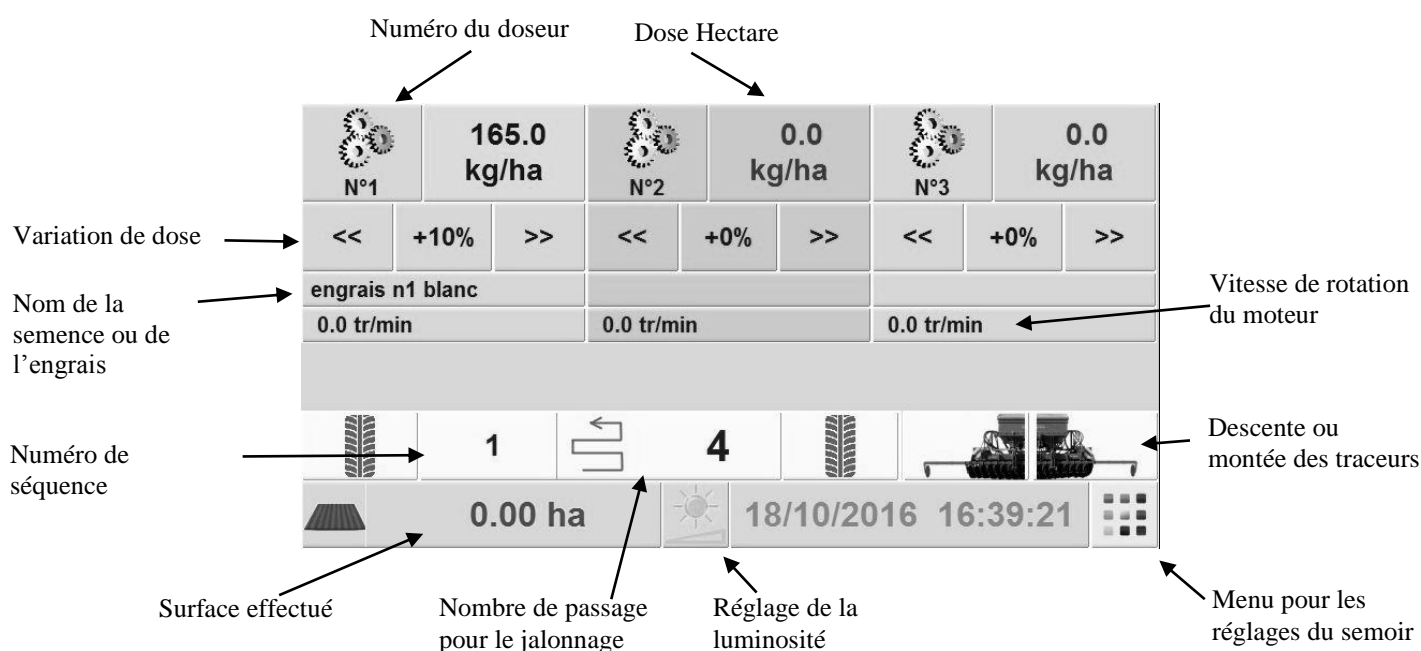 Numéro du doseur
Dose Hectare
165.0
kg/ha
N°1
0.0
kg/ha
N°2
0.0
kg/ha
N°3
Variation de dose
<< +10% >> << +0% >> << +0% >>
Nom de la
semence ou de
l’engrais
engrais n1 blanc
0.0 tr/min 0.0 tr/min 0.0 tr/min
Vitesse de rotation
du moteur
Numéro de
séquence
1 4
Descente ou
montée des traceurs
0.00 ha 18/10/2016 16:39:21
Surface effectué
Nombre de passage
pour le jalonnage
Réglage de la
luminosité
Menu pour les
réglages du semoir